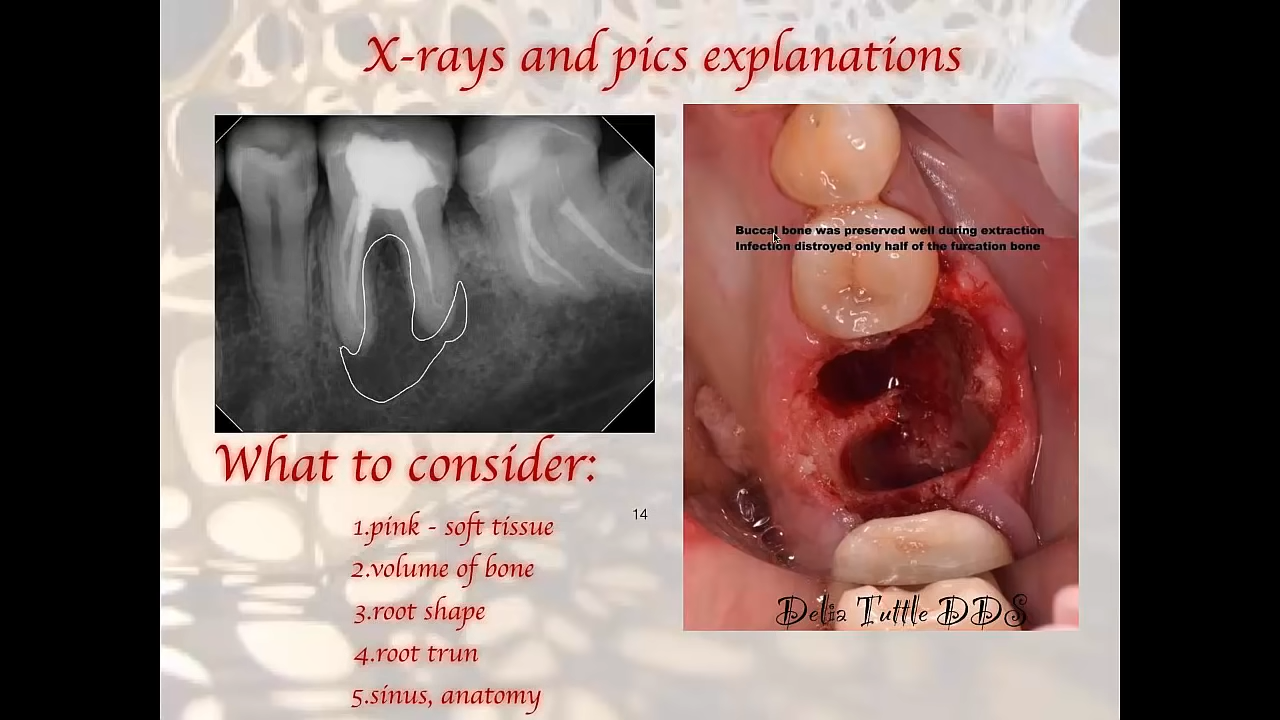 X-rays and pics explanations
Buccal bone was preserved well during extraction
Infection distroyed only half of the furcation bone
What to consider:
14
1.pink - soft tissue
2.volume of bone
3.root shape
4.root trun
5.sinus, anatomy
Delia Tuttle DDS